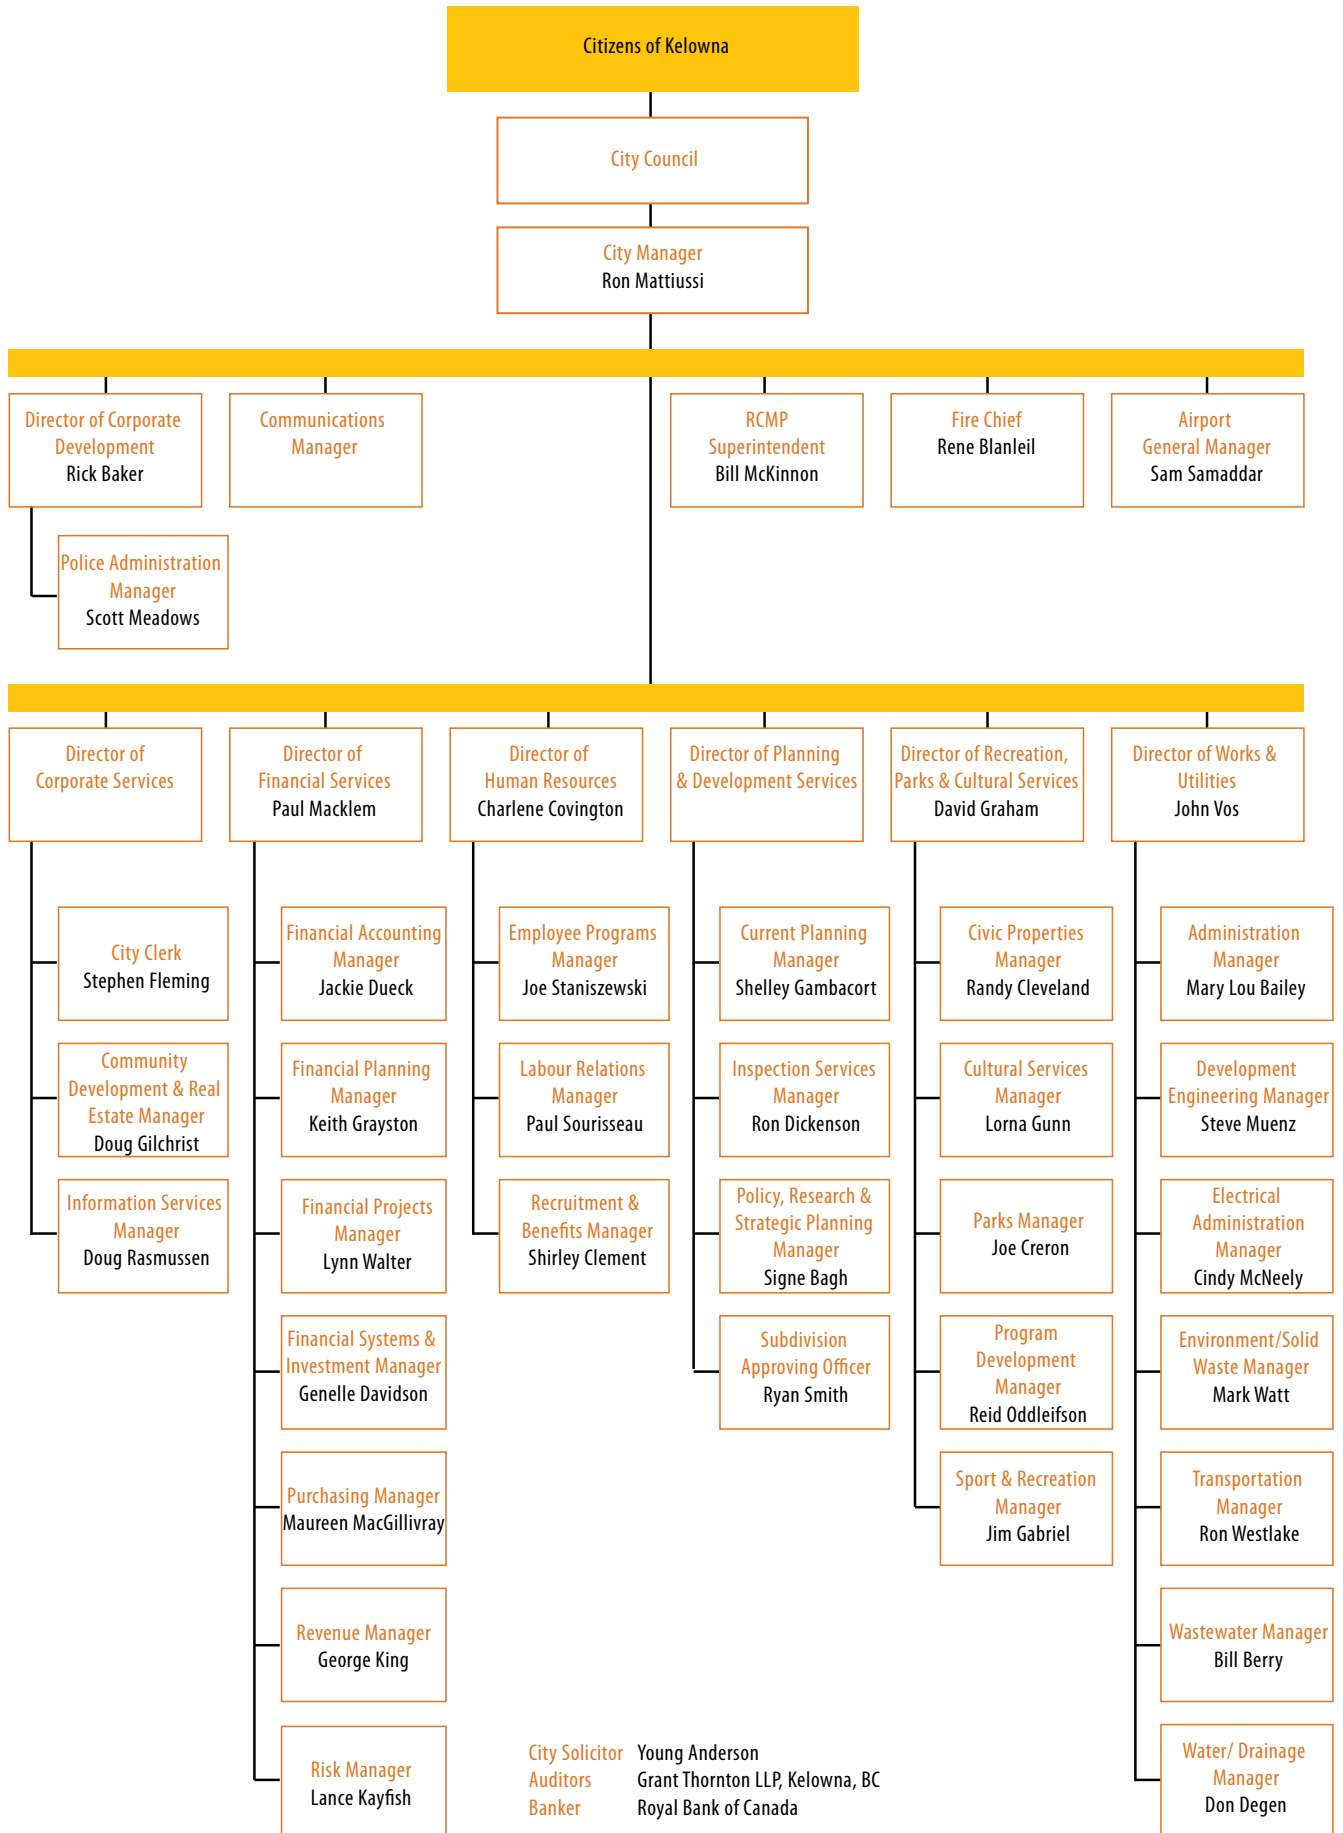 Citizens of Kelowna
City Council
City Manager
Ron Mattiussi
Director of Corporate
Development
Rick Baker
Communications
Manager
RCMP
Superintendent
Bill McKinnon
Fire Chief
Rene Blanleil
Airport
General Manager
Sam Samaddar
Police Administration
Manager
Scott Meadows
Director of
Corporate Services
Director of
Financial Services
Paul Macklem
Director of
Human Resources
Charlene Covington
Director of Planning
& Development Services
Director of Recreation,
Parks & Cultural Services
David Graham
Director of Works &
Utilities
John Vos
City Clerk
Stephen Fleming
Community
Development & Real
Estate Manager
Doug Gilchrist
Information Services
Manager
Doug Rasmussen
Financial Accounting
Manager
Jackie Dueck
Financial Planning
Manager
Keith Grayston
Financial Projects
Manager
Lynn Walter
Financial Systems &
Investment Manager
Genelle Davidson
Purchasing Manager
Maureen MacGillivray
Revenue Manager
George King
Risk Manager
Lance Kayfish
Employee Programs
Manager
Joe Staniszewski
Labour Relations
Manager
Paul Sourisseau
Recruitment &
Benefits Manager
Shirley Clement
Current Planning
Manager
Shelley Gambacort
Inspection Services
Manager
Ron Dickenson
Policy, Research &
Strategic Planning
Manager
Signe Bagh
Subdivision
Approving Officer
Ryan Smith
Civic Properties
Manager
Randy Cleveland
Cultural Services
Manager
Lorna Gunn
Parks Manager
Joe Creron
Program
Development
Manager
Reid Oddleifson
Sport & Recreation
Manager
Jim Gabriel
Administration
Manager
Mary Lou Bailey
Development
Engineering Manager
Steve Muenz
Electrical
Administration
Manager
Cindy McNeely
Environment/Solid
Waste Manager
Mark Watt
Transportation
Manager
Ron Westlake
Wastewater Manager
Bill Berry
Water/ Drainage
Manager
Don Degen
City Solicitor Young Anderson
Auditors Grant Thornton LLP, Kelowna, BC
Banker Royal Bank of Canada